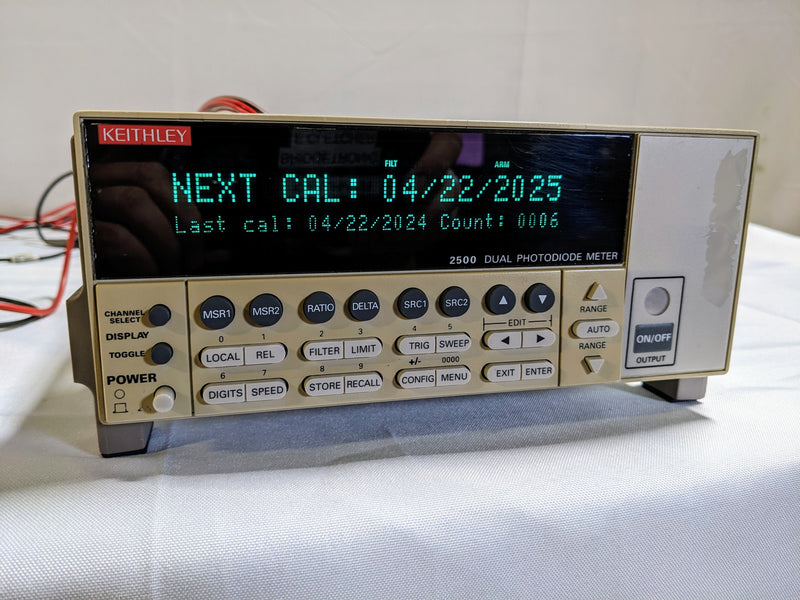 KEITHLEY
FILT ARM
NEXT CAL: 04/22/2025
Last cal: 04/22/2024 Count: 0006
2500 DUAL PHOTODIODE METER
CHANNEL SELECT
DISPLAY
TOGGLE
POWER
MSR1 MSR2 RATIO DELTA SRC1 SRC2
0 1 2 3 4 5
EDIT
LOCAL REL FILTER LIMIT TRIG SWEEP
6 7 8 9 +/- 0000
DIGITS SPEED STORE RECALL CONFIG MENU EXIT ENTER
RANGE
AUTO
RANGE
ON/OFF
OUTPUT